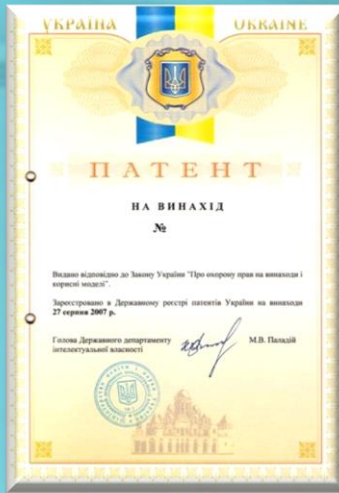 УКРАЇНА UKRAINE
ПАТЕНТ
НА ВИНАХІД
№
Видано відповідно до Закону України "Про охорону прав на винаходи і
корисні моделі".
Зареєстровано в Державному реєстрі патентів України на винаходи
27 серпня 2007 р.
Голова Державного департаменту М.В. Паладій
інтелектуальної власності